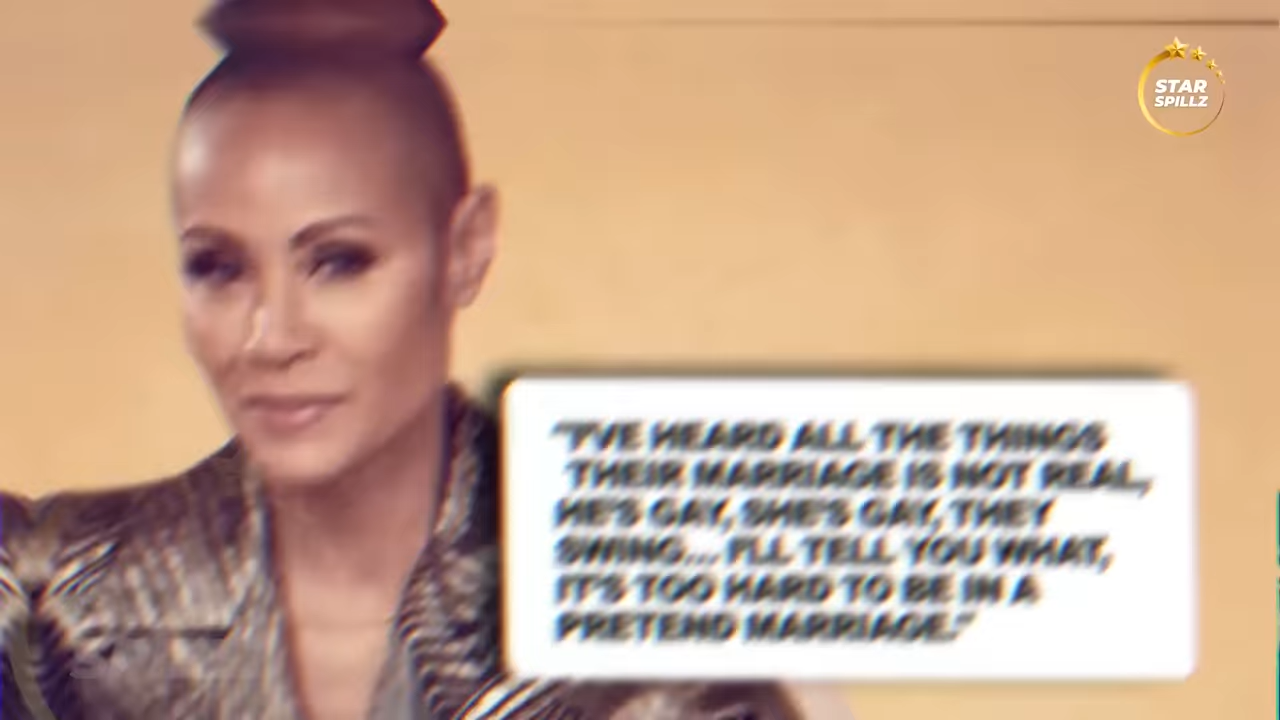 STAR
SPILLZ
"I'VE HEARD ALL THE THINGS
THEIR MARRIAGE IS NOT REAL,
HE'S GAY, SHE'S GAY, THEY
SWING... I'LL TELL YOU WHAT,
IT'S TOO HARD TO BE IN A
PRETEND MARRIAGE."